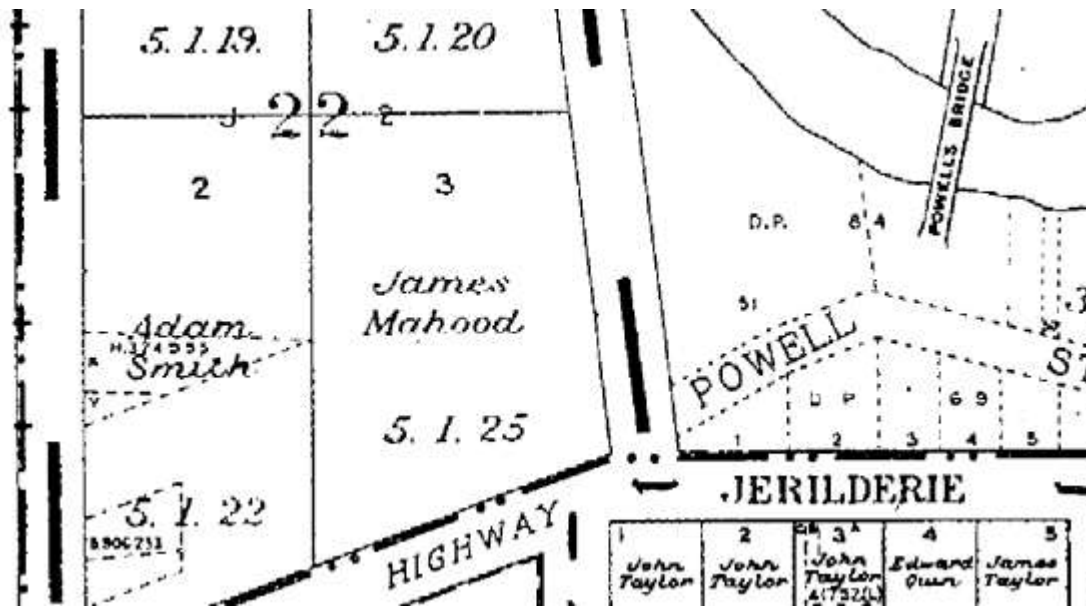 5. 1. 19.
5. 1. 20
22
2
3
James
Mahood
Adam
Smith
5. 1. 25
5. 1. 22
HIGHWAY
POWELLS BRIDGE
D.P.
84
POWELL
ST
D P
69
1
2
3
4
5
JERILDERIE
1
2
3
4
5
John
Taylor
John
Taylor
John
Taylor
Edward
Quin
James
Taylor